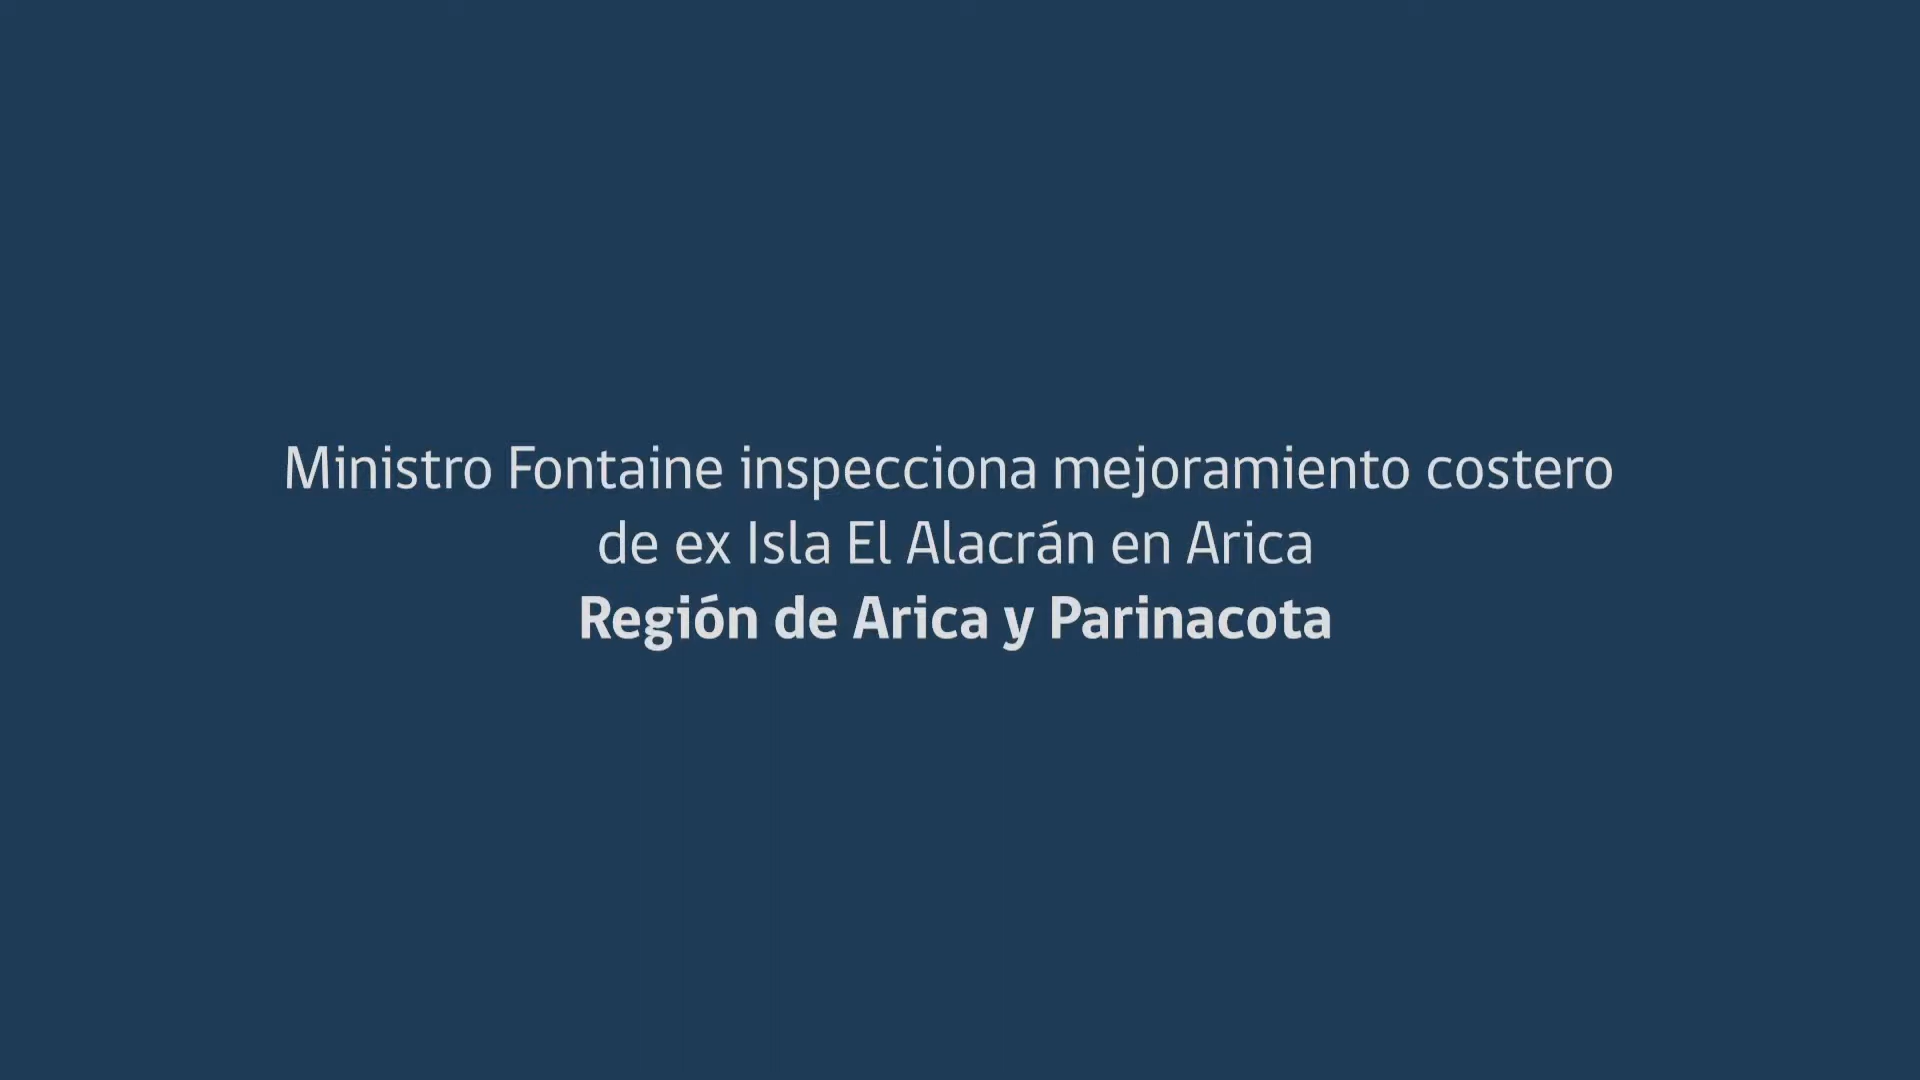 Ministro Fontaine inspecciona mejoramiento costero
de ex Isla El Alacrán en Arica
Región de Arica y Parinacota